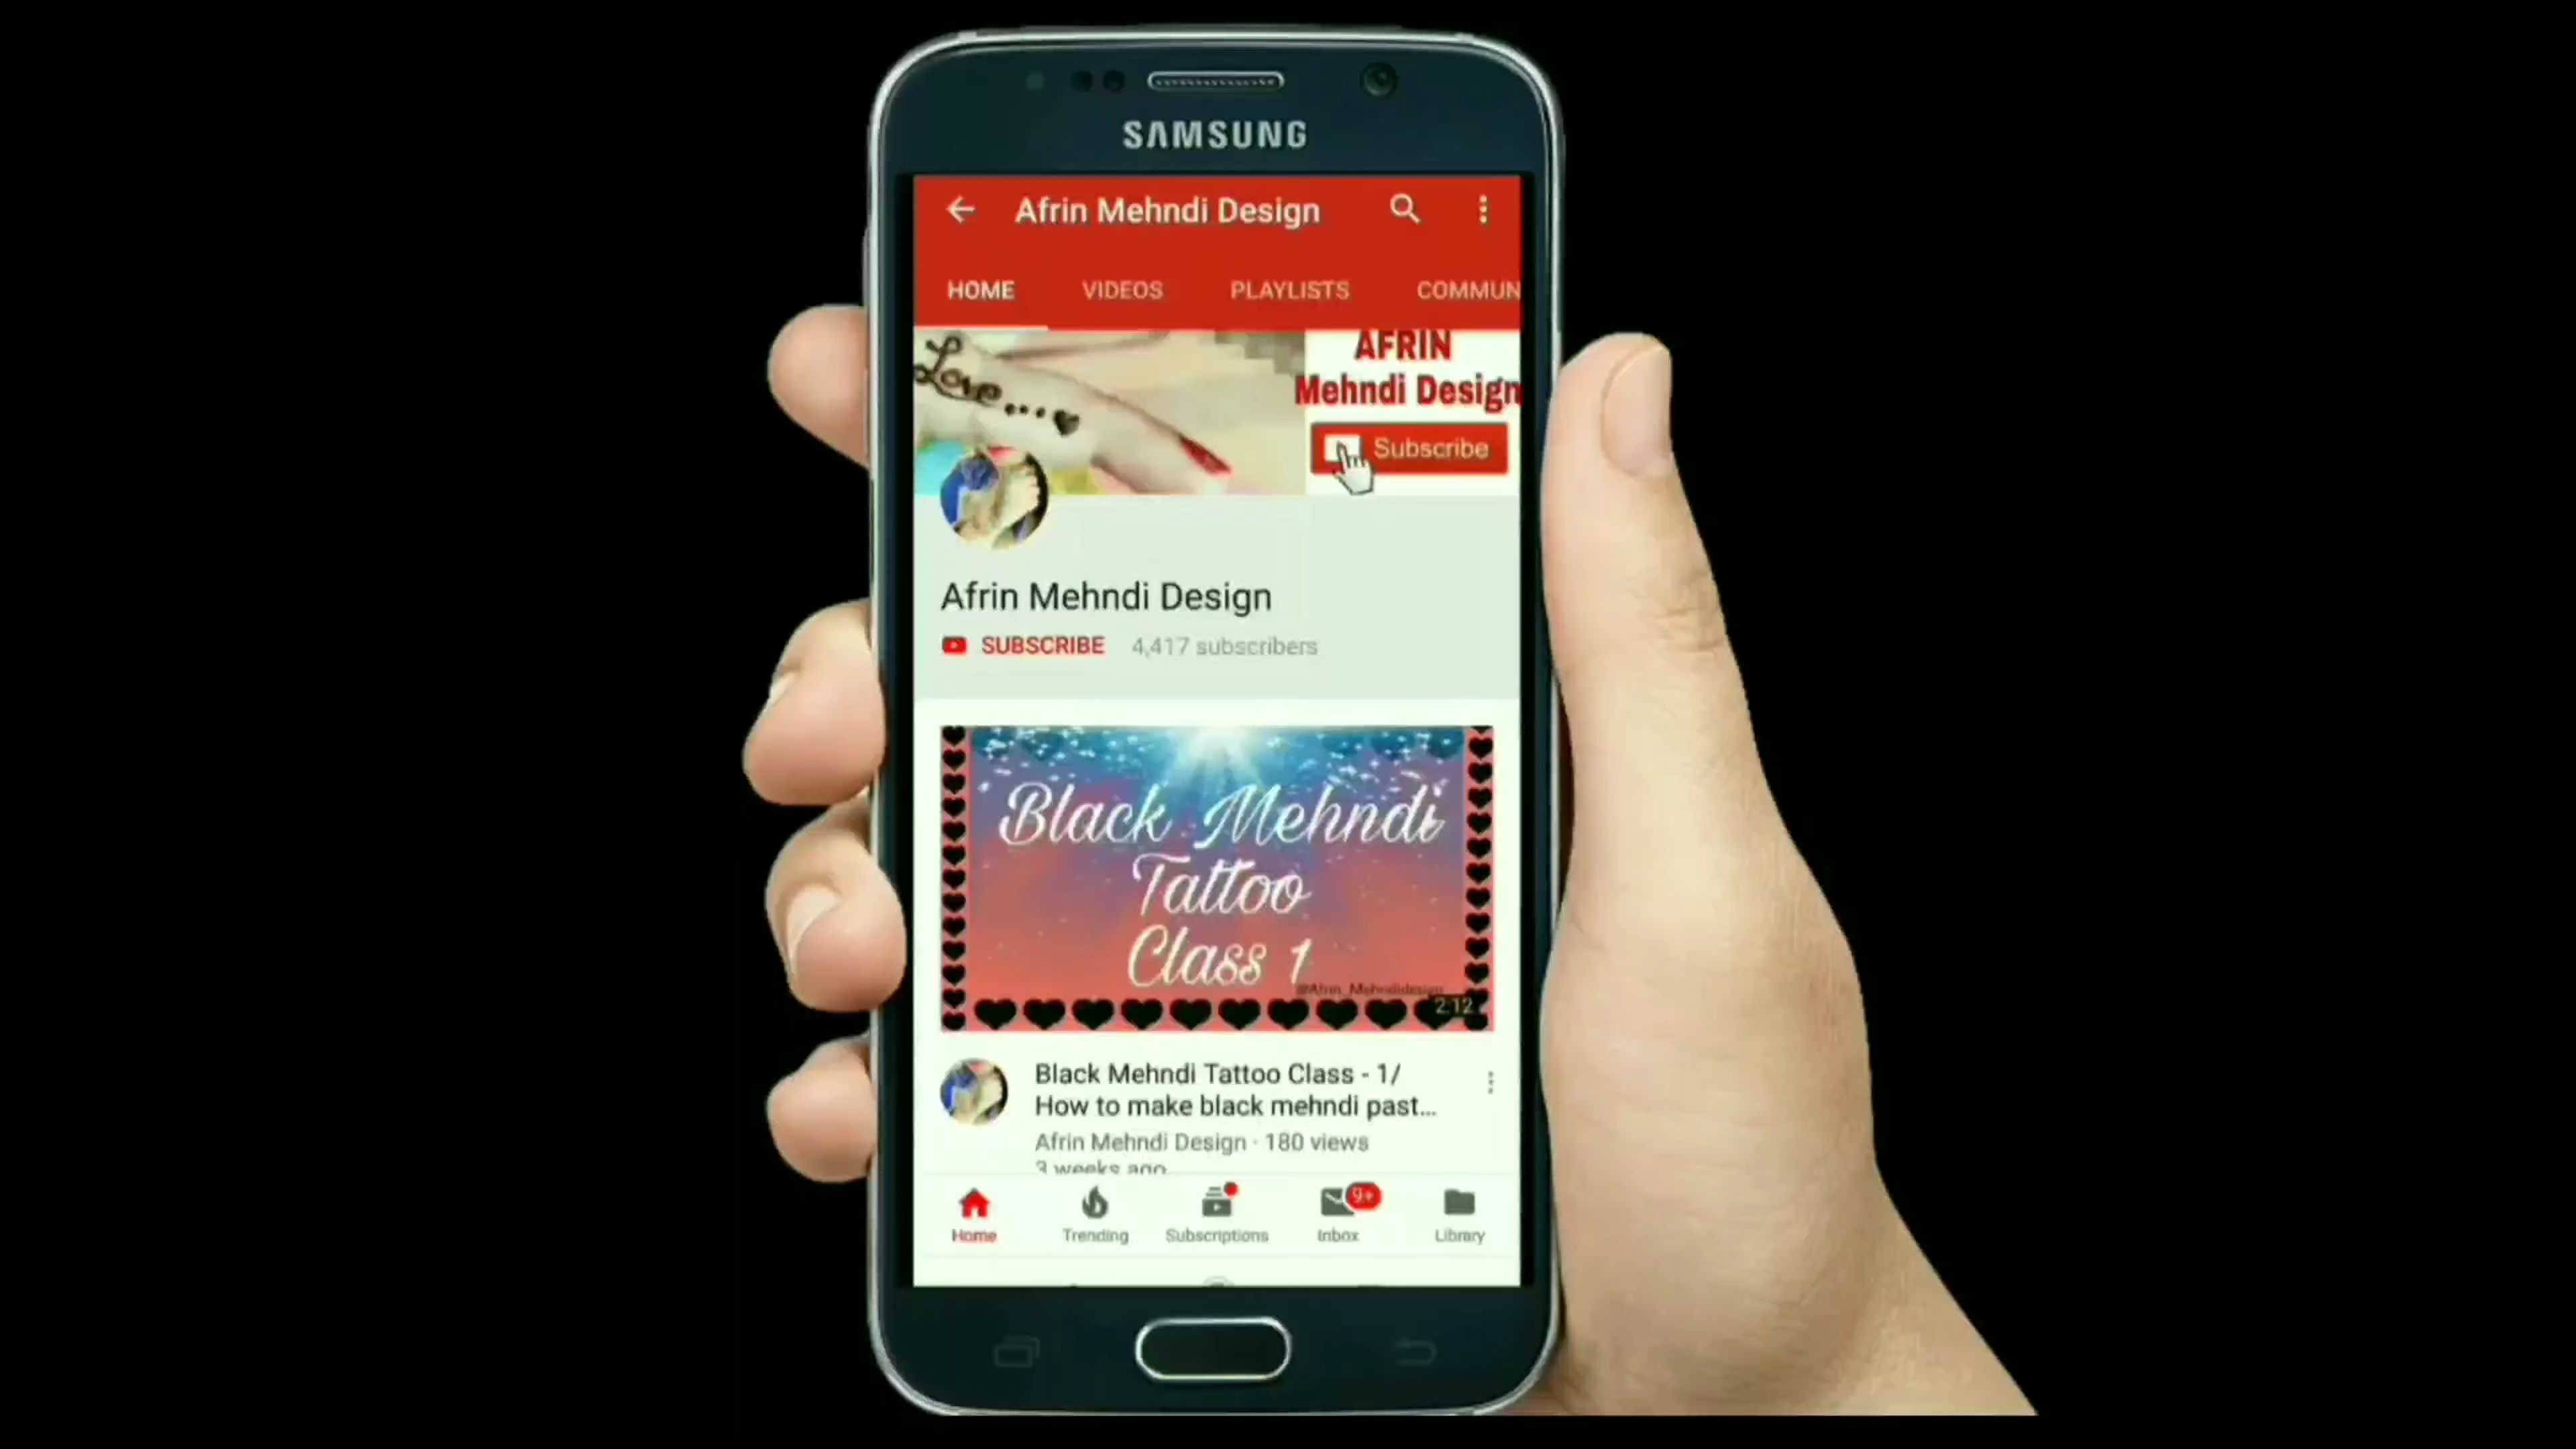 SAMSUNG
Afrin Mehndi Design
HOME VIDEOS PLAYLISTS COMMUN
Love....
AFRIN
Mehndi Design
Subscribe
Afrin Mehndi Design
SUBSCRIBE 4,417 subscribers
Black Mehndi
Tattoo
Class 1
@Afrin_Mehndidesign
2:12
Black Mehndi Tattoo Class - 1/
How to make black mehndi past...
Afrin Mehndi Design · 180 views
3 weeks ago
9+
Home Trending Subscriptions Inbox Library